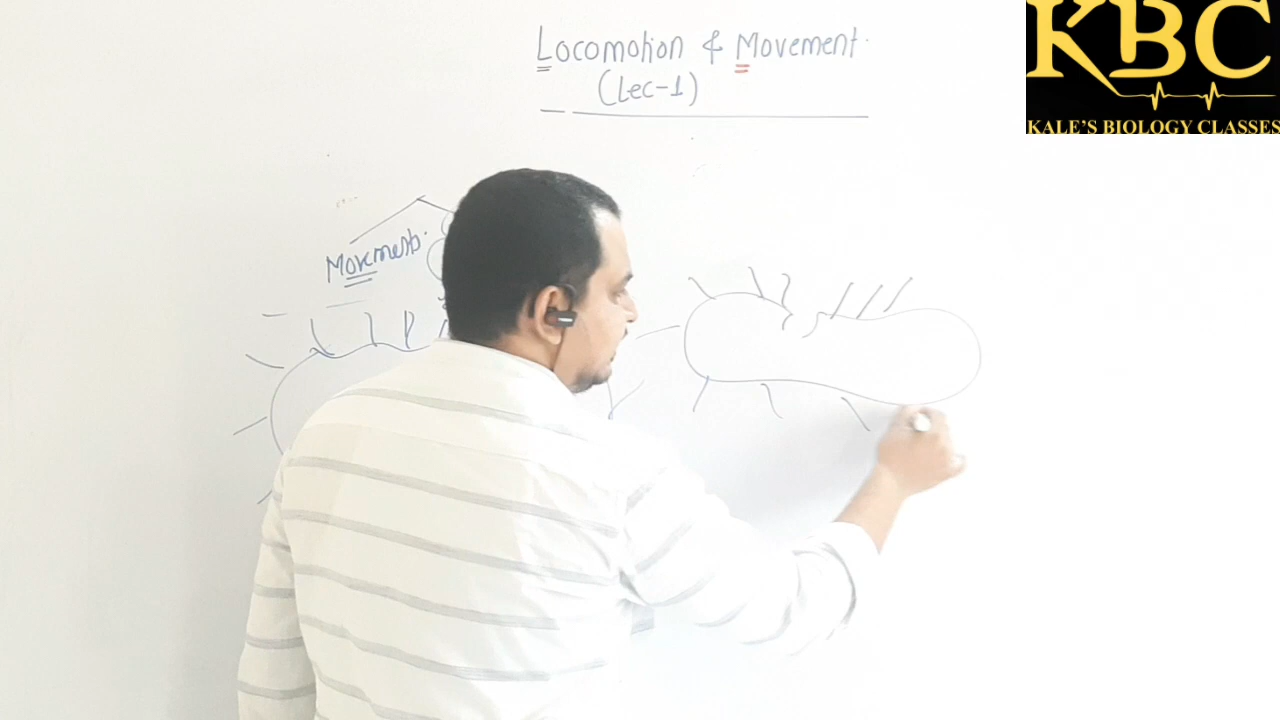 Locomotion & Movement.
(Lec-1)
KBC
KALE'S BIOLOGY CLASSES
Movement.